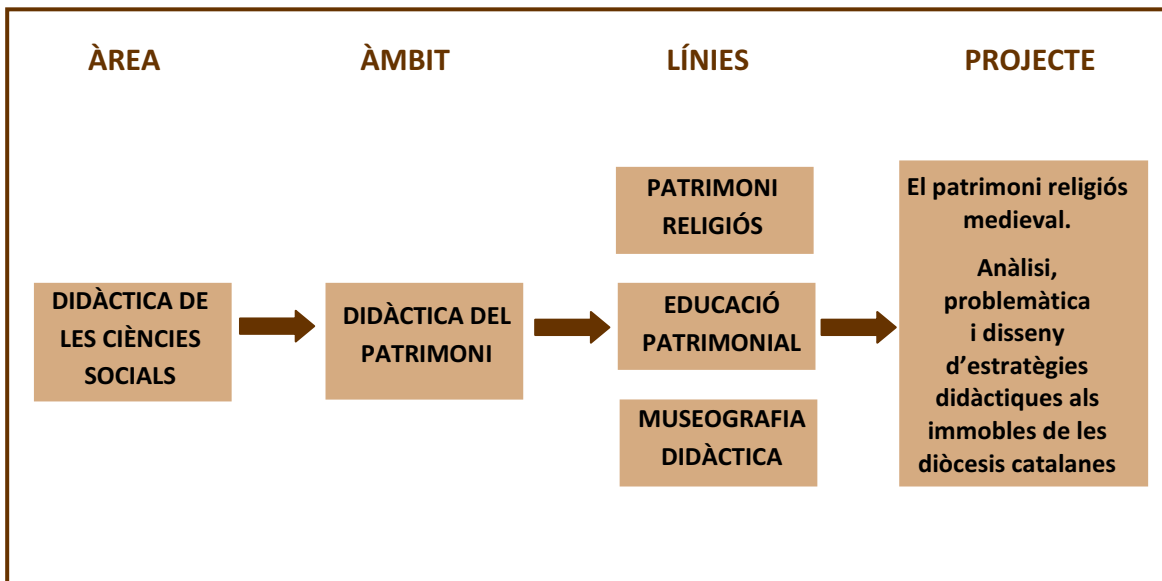 ÀREA
ÀMBIT
LÍNIES
PROJECTE
DIDÀCTICA DE
LES CIÈNCIES
SOCIALS
DIDÀCTICA DEL
PATRIMONI
PATRIMONI
RELIGIÓS
EDUCACIÓ
PATRIMONIAL
MUSEOGRAFIA
DIDÀCTICA
El patrimoni religiós
medieval.
Anàlisi,
problemàtica
i disseny
d’estratègies
didàctiques als
immobles de les
diòcesis catalanes